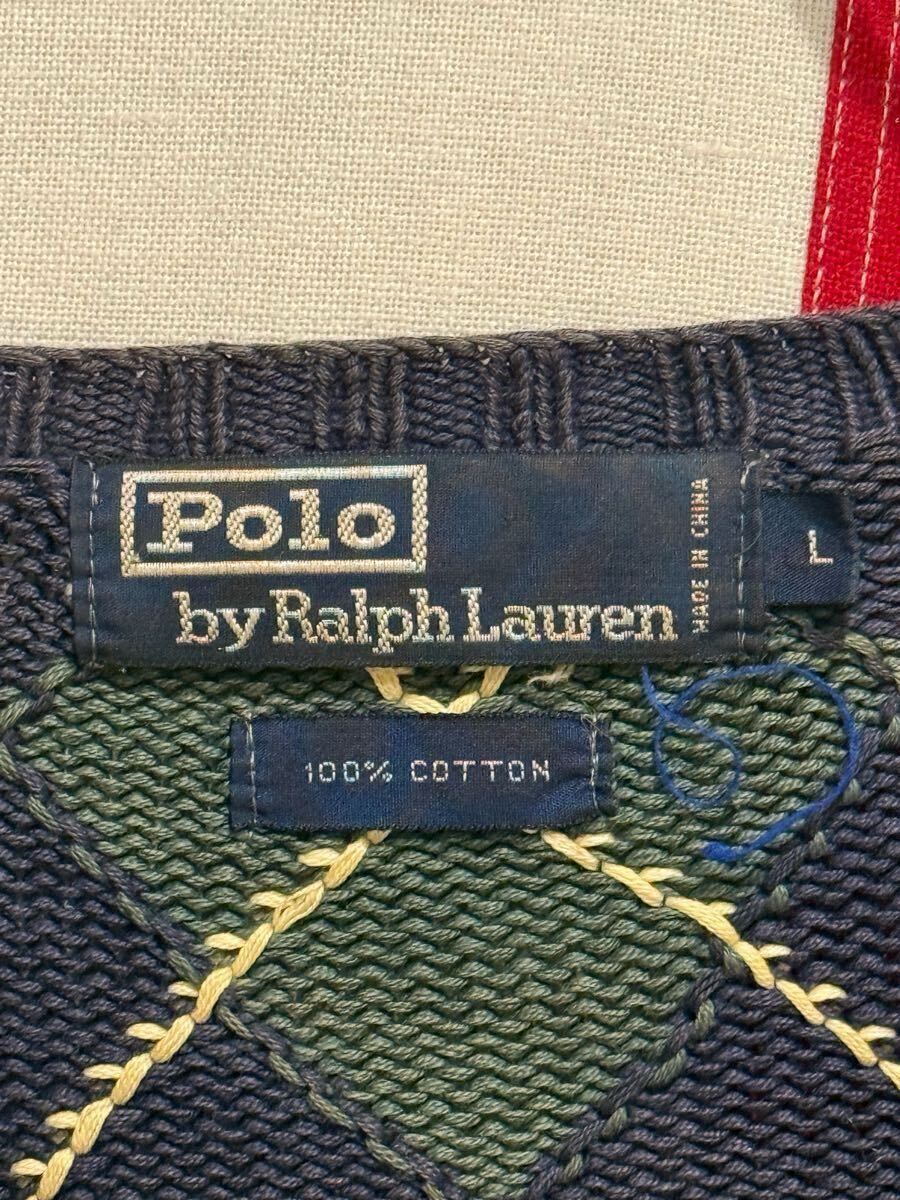 Polo
by Ralph Lauren
MADE IN CHINA
L
100% COTTON